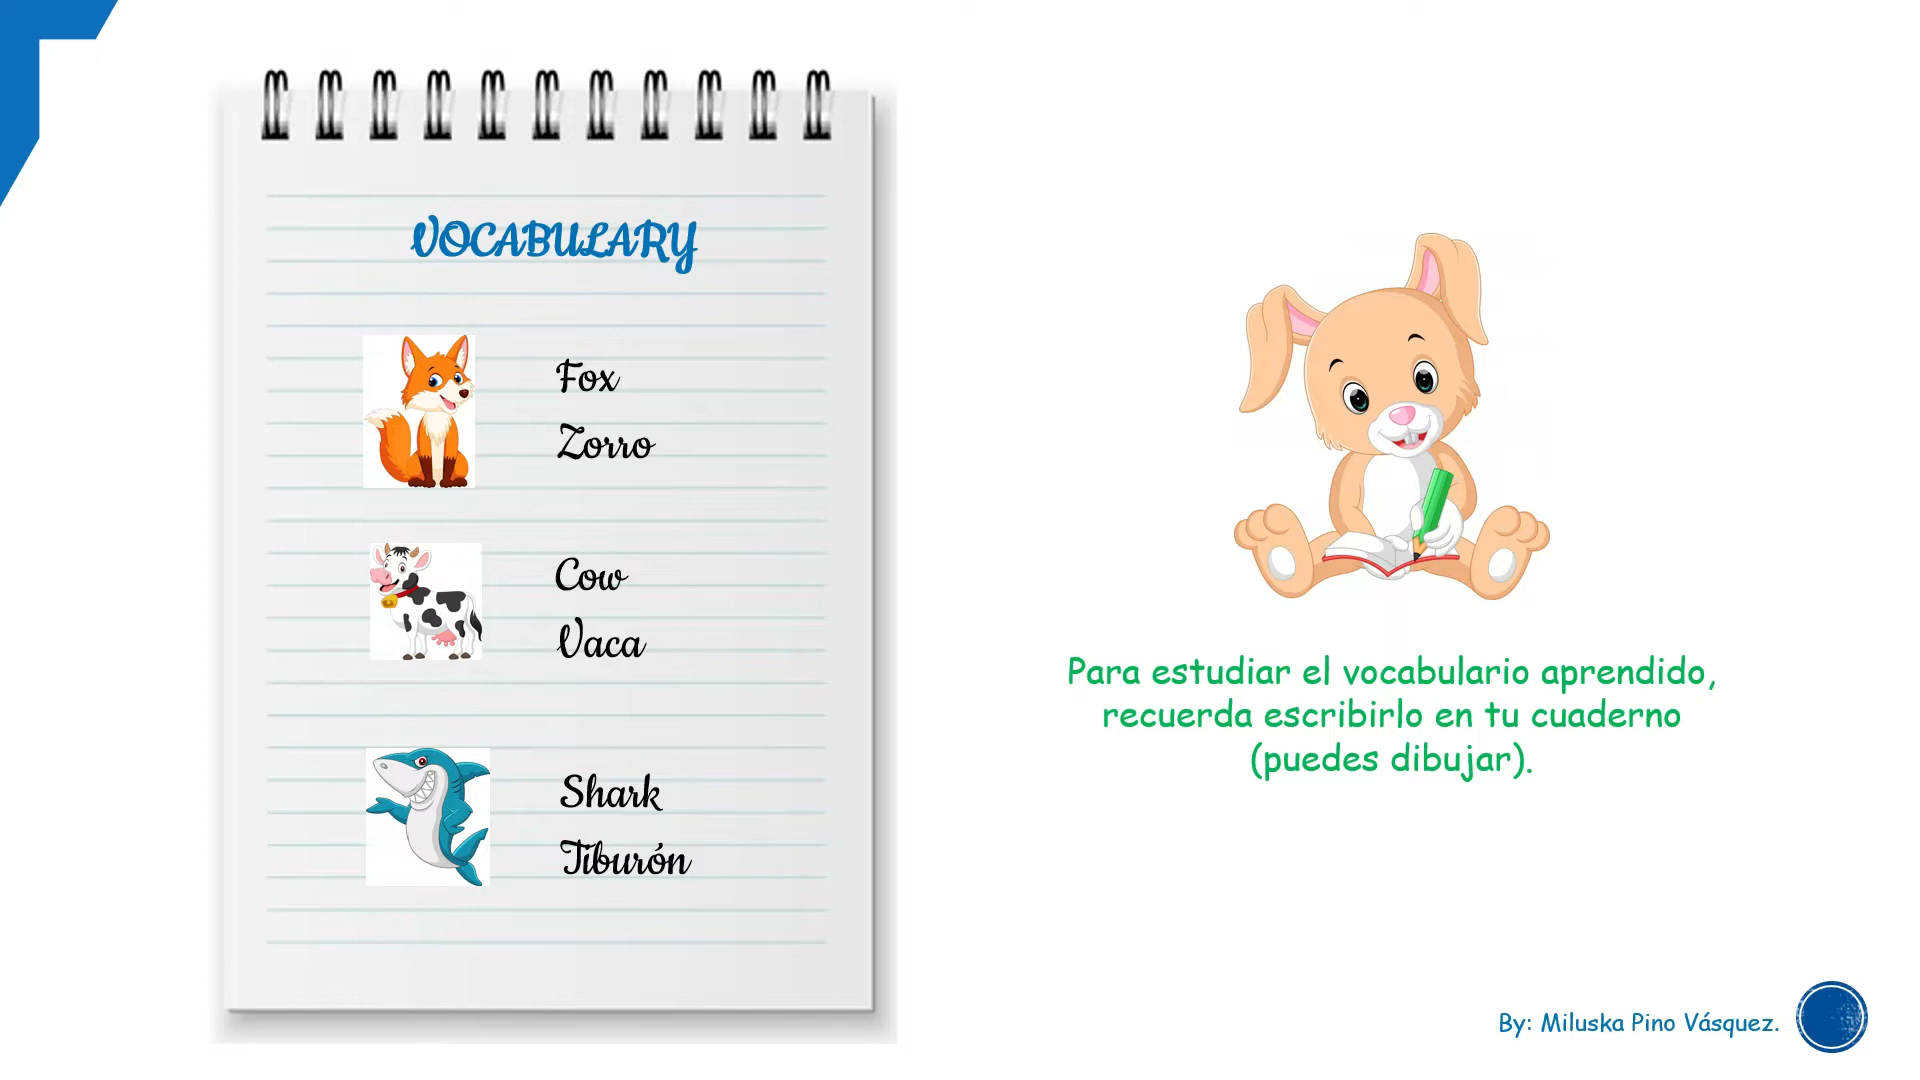 VOCABULARY
Fox
Zorro
Cow
Vaca
Shark
Tiburón
Para estudiar el vocabulario aprendido,
recuerda escribirlo en tu cuaderno
(puedes dibujar).
By: Miluska Pino Vásquez.